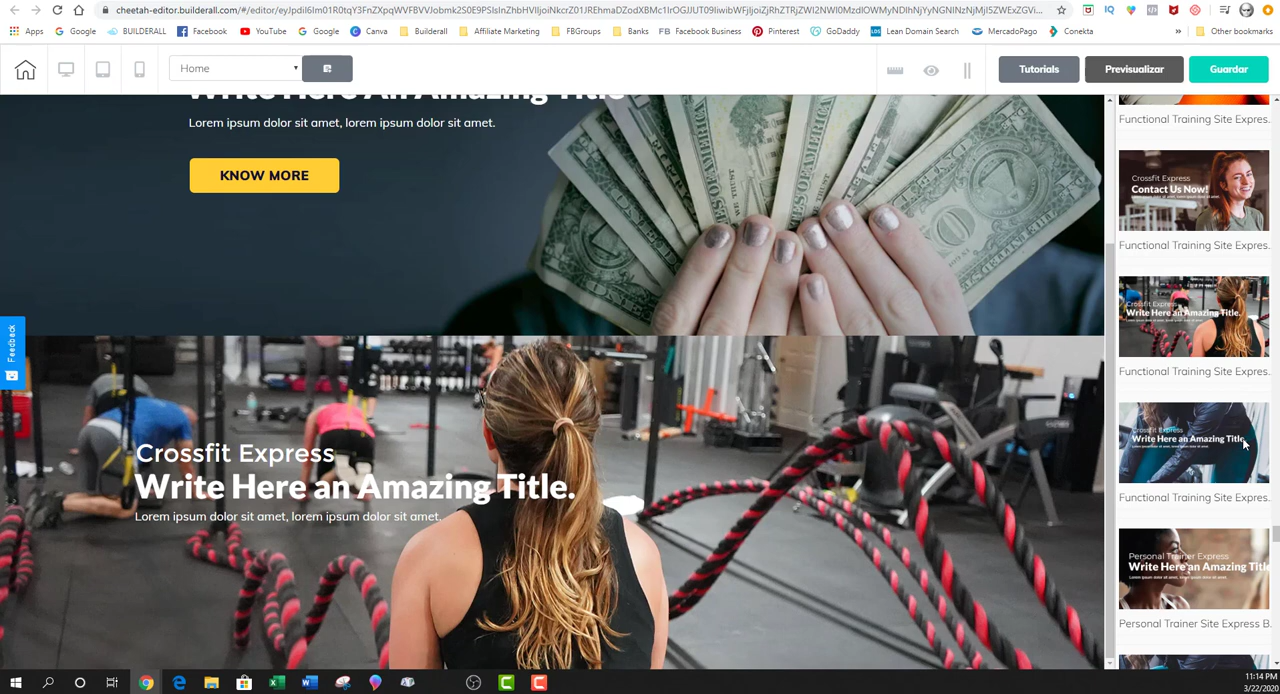 cheetah-editor.builderall.com/#/editor/
Apps
Google
BUILDERALL
Facebook
YouTube
Google
Canva
Builderall
Affiliate Marketing
FBGroups
Banks
FB Facebook Business
Pinterest
GoDaddy
LDS Lean Domain Search
MercadoPago
Conekta
»
Other bookmarks
Home
Tutorials
Previsualizar
Guardar
Lorem ipsum dolor sit amet, lorem ipsum dolor sit amet.
KNOW MORE
Feedback
Crossfit Express
Write Here an Amazing Title.
Lorem ipsum dolor sit amet, lorem ipsum dolor sit amet.
Functional Training Site Expres.
Crossfit Express
Contact Us Now!
Functional Training Site Expres.
Crossfit Express
Write Here an Amazing Title.
Functional Training Site Expres.
Crossfit Express
Write Here an Amazing Title.
Functional Training Site Expres.
Personal Trainer Express
Write Here an Amazing Title
Personal Trainer Site Express B.
11:14 PM
3/22/2020